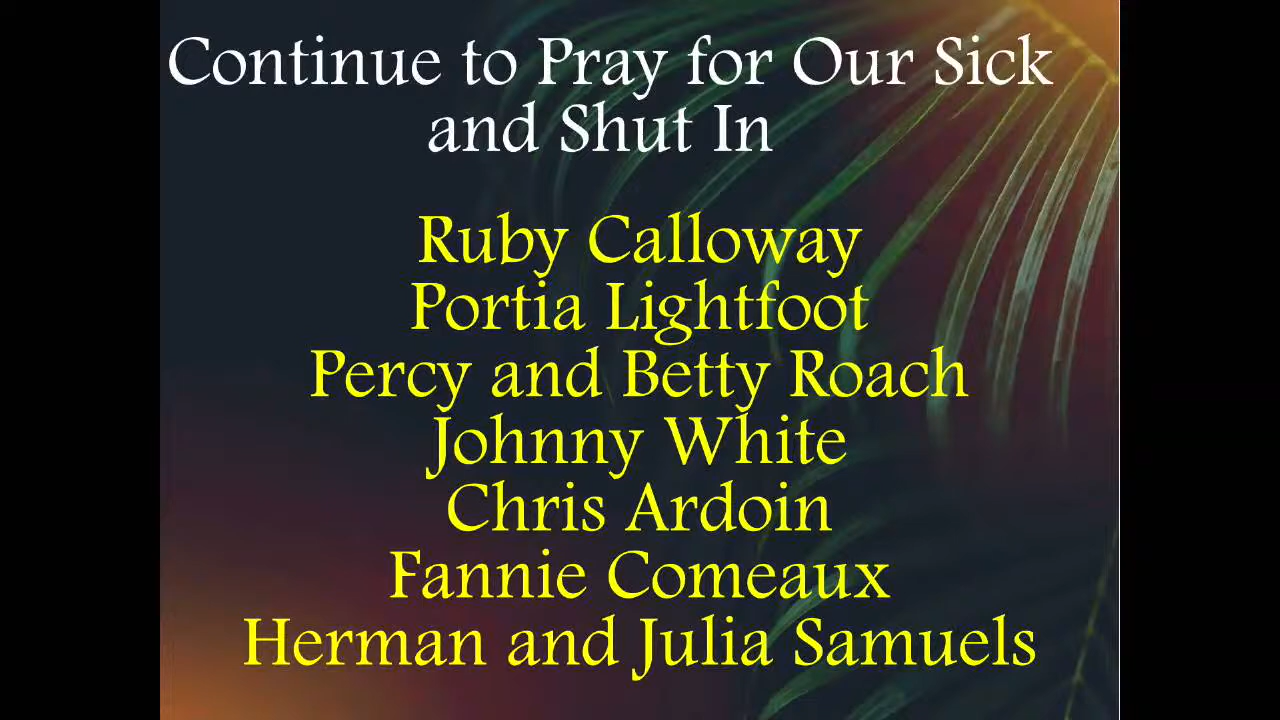 Continue to Pray for Our Sick
and Shut In
Ruby Calloway
Portia Lightfoot
Percy and Betty Roach
Johnny White
Chris Ardoin
Fannie Comeaux
Herman and Julia Samuels